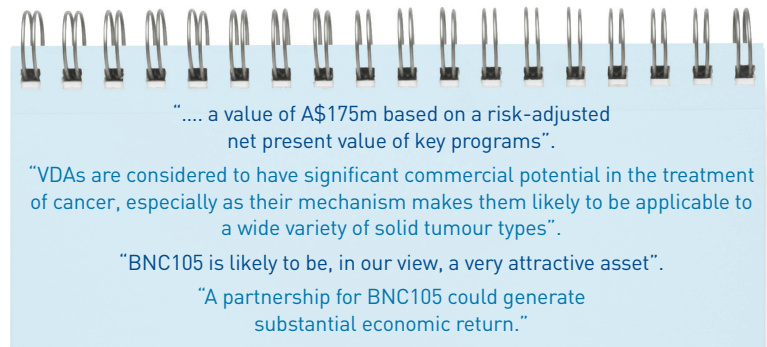 “.... a value of A$175m based on a risk-adjusted
net present value of key programs”.
“VDAs are considered to have significant commercial potential in the treatment
of cancer, especially as their mechanism makes them likely to be applicable to
a wide variety of solid tumour types”.
“BNC105 is likely to be, in our view, a very attractive asset”.
“A partnership for BNC105 could generate
substantial economic return.”